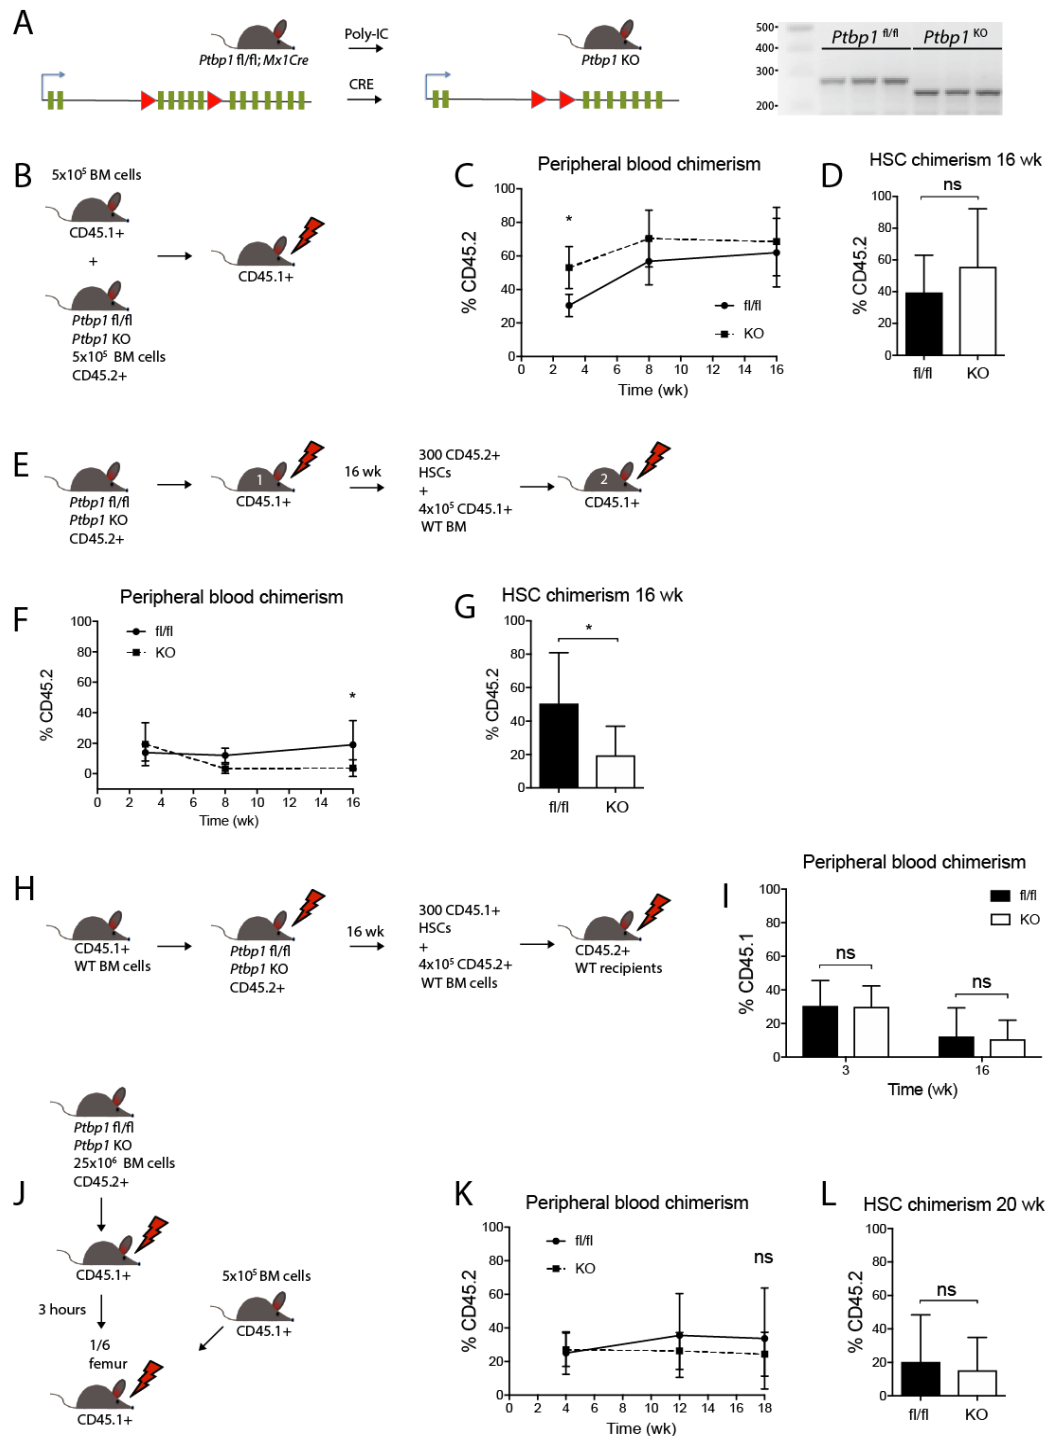 A
Ptbp1 fl/fl; Mx1Cre
Poly-IC
CRE
Ptbp1 KO
500
400
300
200
Ptbp1 fl/fl
Ptbp1 KO
B
5x10⁵ BM cells
CD45.1+
+
Ptbp1 fl/fl
Ptbp1 KO
5x10⁵ BM cells
CD45.2+
CD45.1+
C
Peripheral blood chimerism
% CD45.2
100
80
60
40
20
0
*
fl/fl
KO
0 2 4 6 8 10 12 14 16
Time (wk)
D
HSC chimerism 16 wk
ns
% CD45.2
100
80
60
40
20
0
fl/fl KO
E
Ptbp1 fl/fl
Ptbp1 KO
CD45.2+
1
CD45.1+
16 wk
300 CD45.2+
HSCs
+
4x10⁵ CD45.1+
WT BM
2
CD45.1+
F
Peripheral blood chimerism
% CD45.2
100
80
60
40
20
0
fl/fl
KO
*
0 2 4 6 8 10 12 14 16
Time (wk)
G
HSC chimerism 16 wk
*
% CD45.2
100
80
60
40
20
0
fl/fl KO
H
CD45.1+
WT BM cells
Ptbp1 fl/fl
Ptbp1 KO
CD45.2+
16 wk
300 CD45.1+
HSCs
+
4x10⁵ CD45.2+
WT BM cells
CD45.2+
WT recipients
I
Peripheral blood chimerism
% CD45.1
100
80
60
40
20
0
fl/fl
KO
ns
ns
3 16
Time (wk)
J
Ptbp1 fl/fl
Ptbp1 KO
25x10⁶ BM cells
CD45.2+
CD45.1+
3 hours
1/6
femur
5x10⁵ BM cells
CD45.1+
CD45.1+
K
Peripheral blood chimerism
% CD45.2
100
80
60
40
20
0
fl/fl
KO
ns
0 2 4 6 8 10 12 14 16 18
Time (wk)
L
HSC chimerism 20 wk
ns
% CD45.2
100
80
60
40
20
0
fl/fl KO